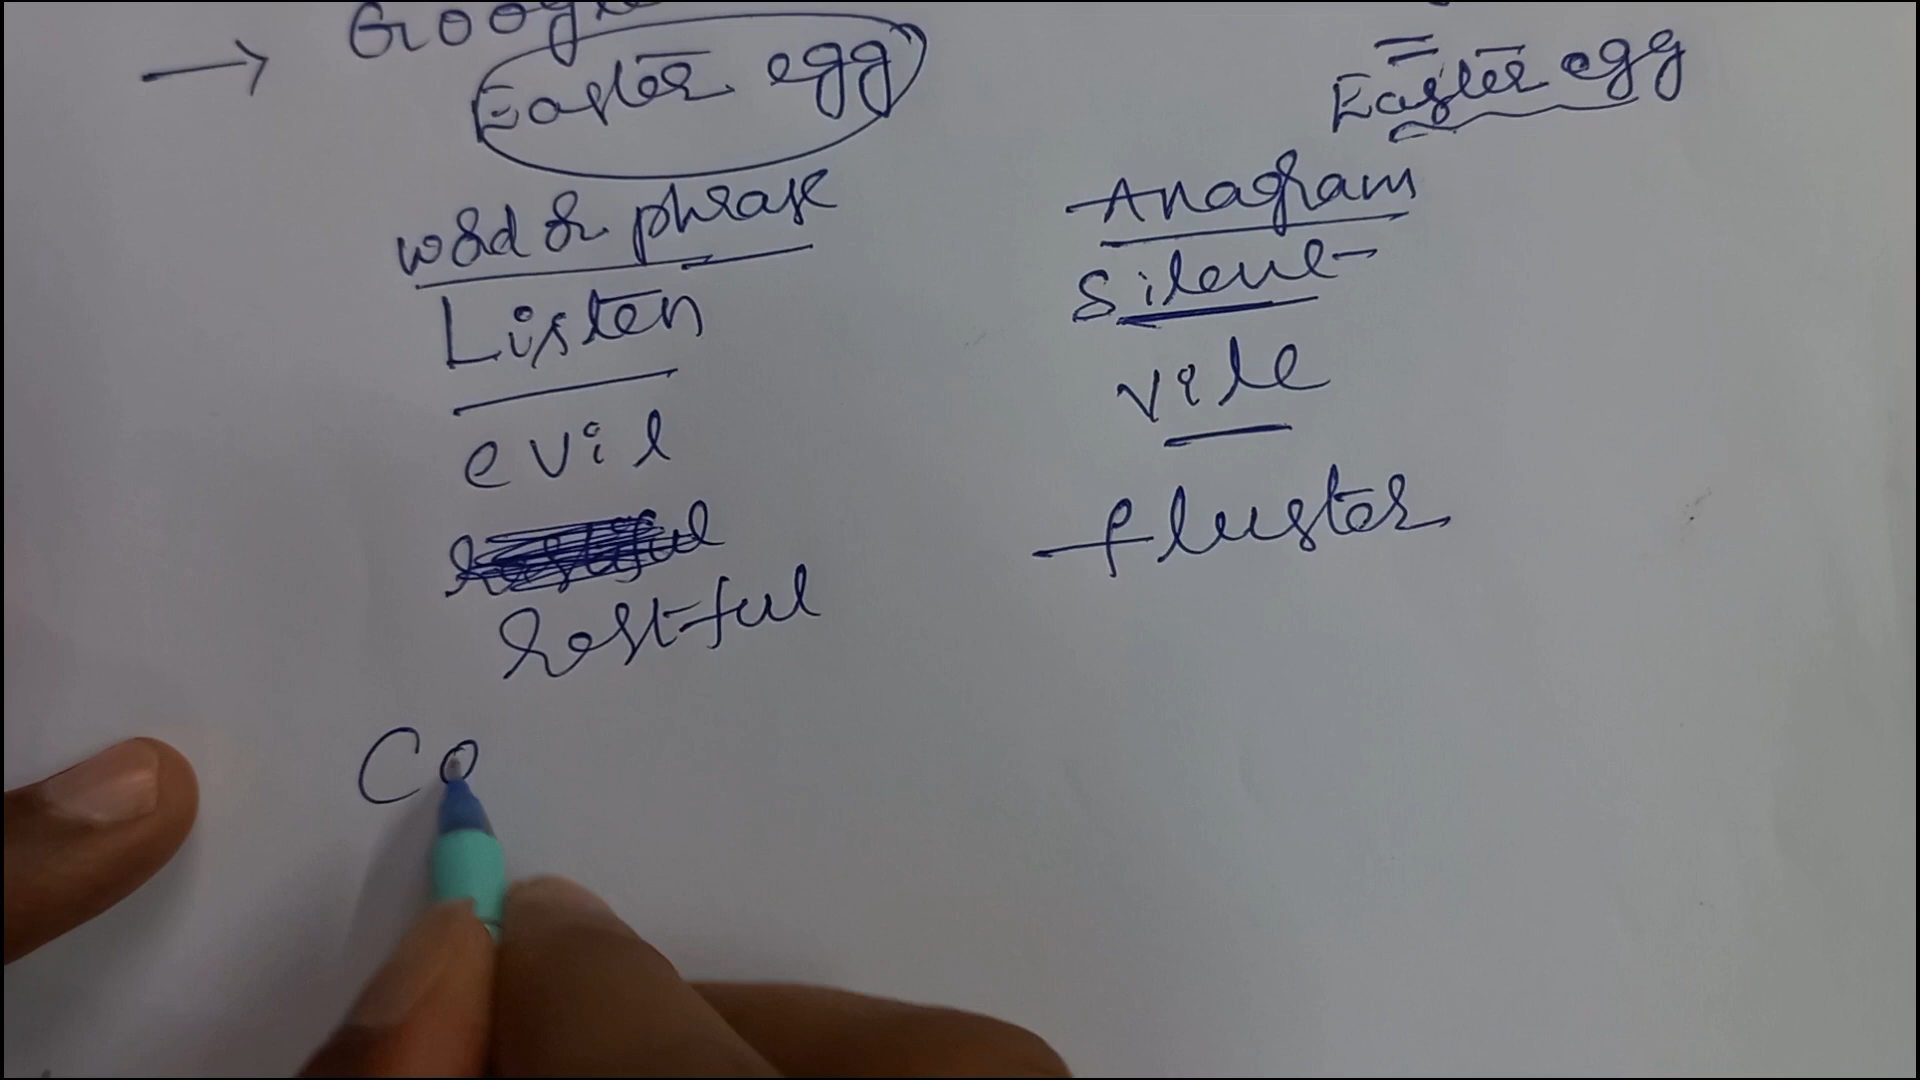 → Google = 
Easter egg Easter egg
word or phrase Anagram
Listen Silent
evil vile
fluster
restful
Co